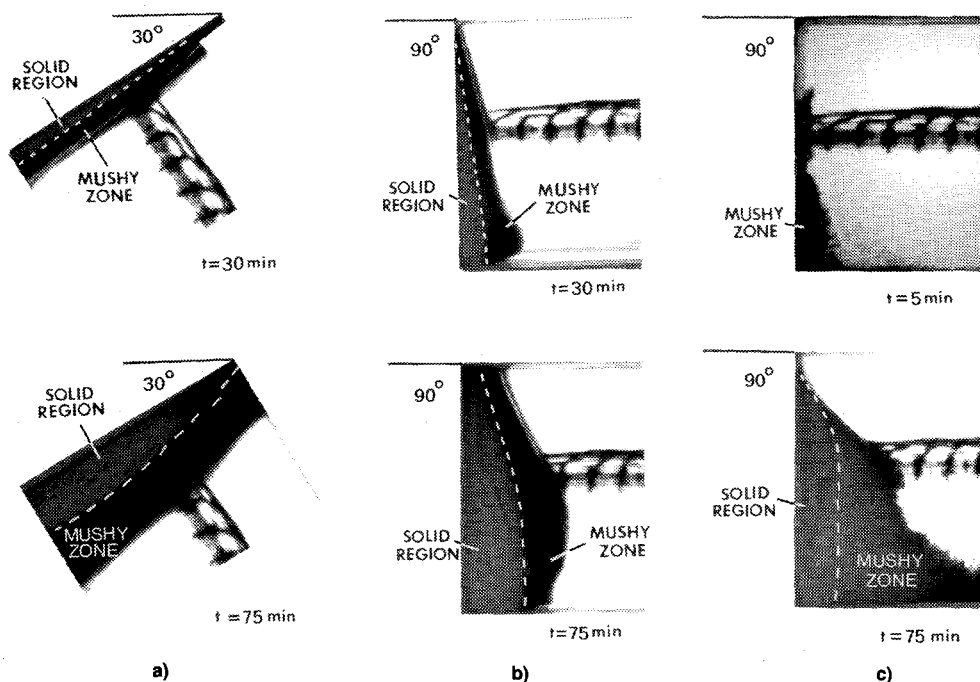 30°
SOLID
REGION
MUSHY
ZONE
t=30 min
90°
SOLID
REGION
MUSHY
ZONE
t=30 min
90°
MUSHY
ZONE
t=5 min
30°
SOLID
REGION
MUSHY
ZONE
t=75 min
90°
SOLID
REGION
MUSHY
ZONE
t=75 min
90°
SOLID
REGION
MUSHY
ZONE
t=75 min
a)
b)
c)